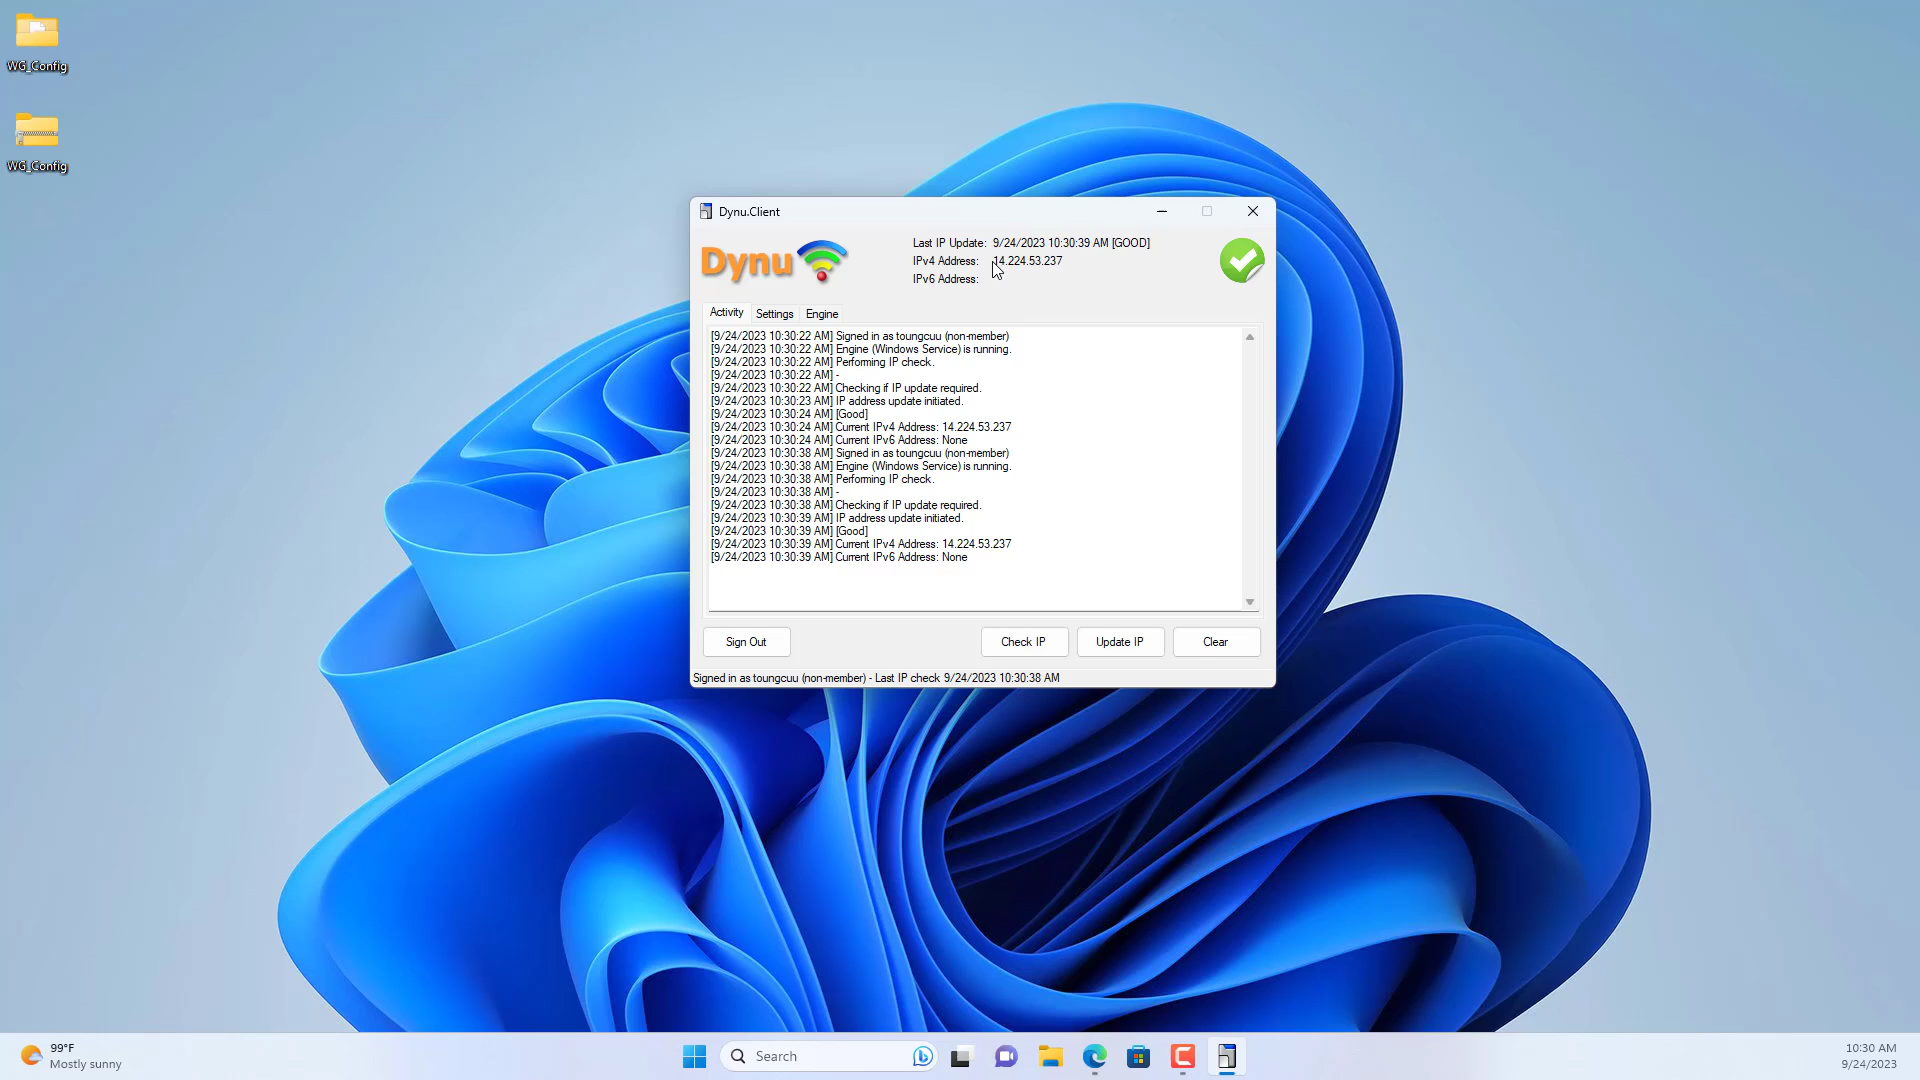 WG_Config
WG_Config
Dynu.Client
Dynu
Last IP Update: 9/24/2023 10:30:39 AM [GOOD]
IPv4 Address: 14.224.53.237
IPv6 Address:
Activity Settings Engine
[9/24/2023 10:30:22 AM] Signed in as toungcuu (non-member)
[9/24/2023 10:30:22 AM] Engine (Windows Service) is running.
[9/24/2023 10:30:22 AM] Performing IP check.
[9/24/2023 10:30:22 AM] -
[9/24/2023 10:30:22 AM] Checking if IP update required.
[9/24/2023 10:30:23 AM] IP address update initiated.
[9/24/2023 10:30:24 AM] [Good]
[9/24/2023 10:30:24 AM] Current IPv4 Address: 14.224.53.237
[9/24/2023 10:30:24 AM] Current IPv6 Address: None
[9/24/2023 10:30:38 AM] Signed in as toungcuu (non-member)
[9/24/2023 10:30:38 AM] Engine (Windows Service) is running.
[9/24/2023 10:30:38 AM] Performing IP check.
[9/24/2023 10:30:38 AM] -
[9/24/2023 10:30:38 AM] Checking if IP update required.
[9/24/2023 10:30:39 AM] IP address update initiated.
[9/24/2023 10:30:39 AM] [Good]
[9/24/2023 10:30:39 AM] Current IPv4 Address: 14.224.53.237
[9/24/2023 10:30:39 AM] Current IPv6 Address: None
Sign Out Check IP Update IP Clear
Signed in as toungcuu (non-member) - Last IP check 9/24/2023 10:30:38 AM
99°F
Mostly sunny
Search
10:30 AM
9/24/2023